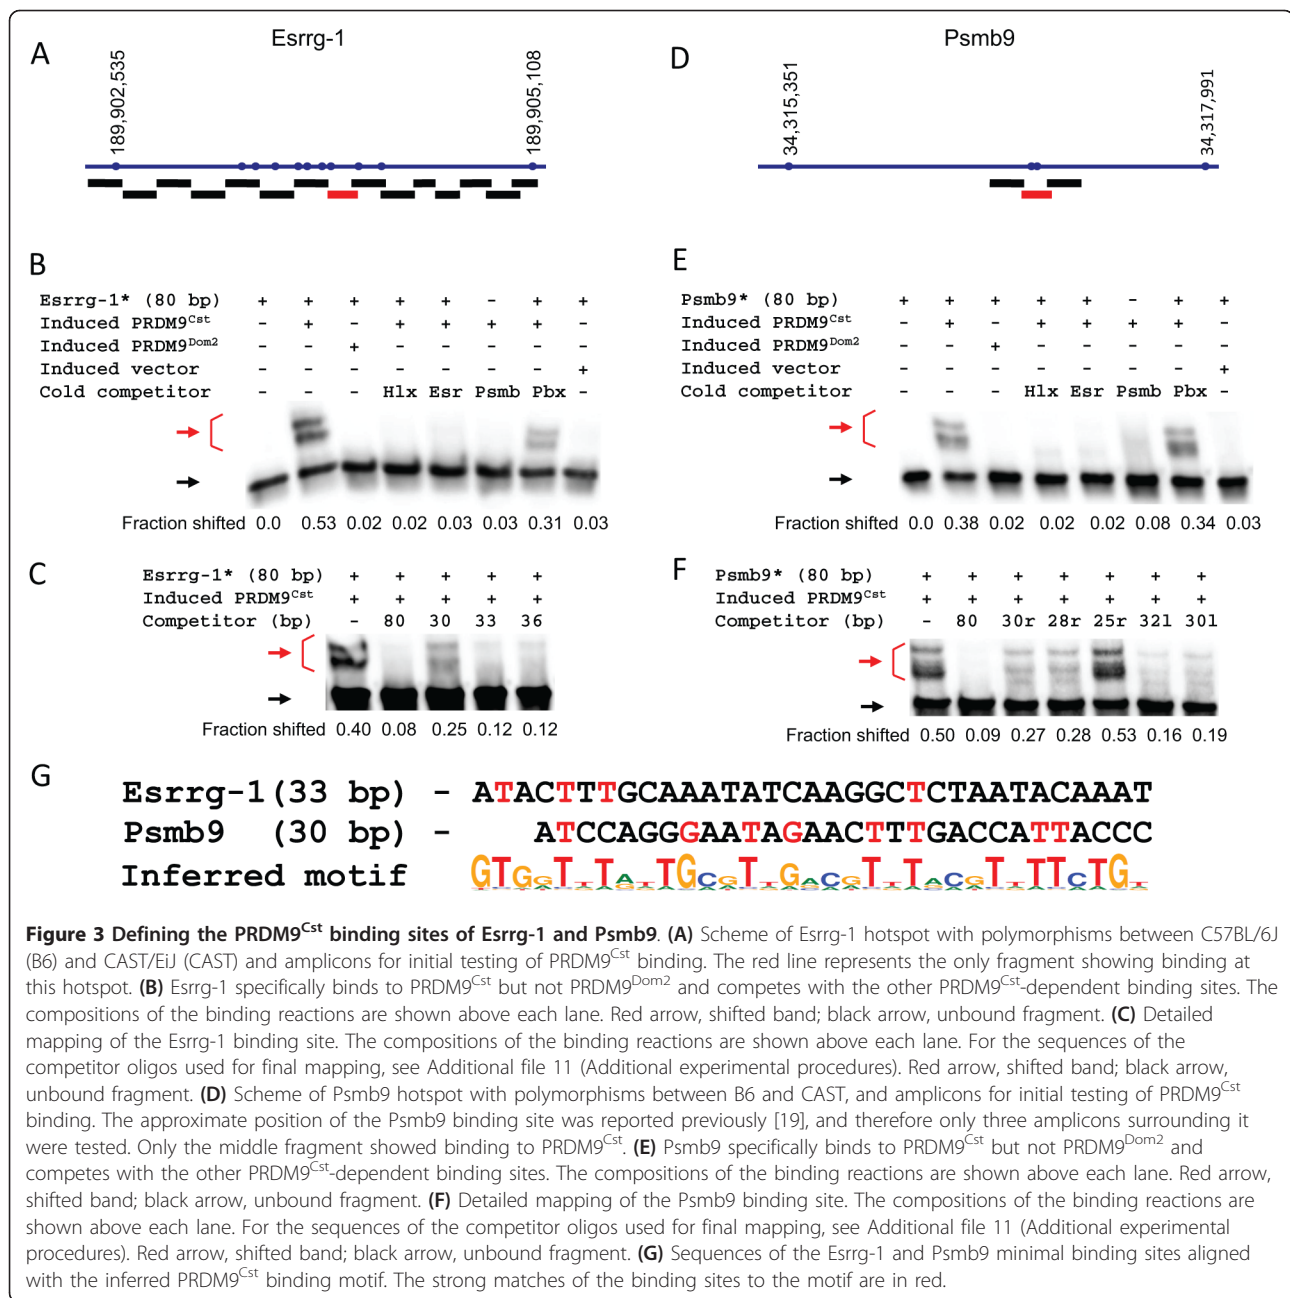 A
Esrrg-1
189,902,535
189,905,108
D
Psmb9
34,315,351
34,317,991
B
Esrrg-1* (80 bp) + + + + + - + +
Induced PRDM9Cst - + - + + + + -
Induced PRDM9Dom2 - - + - - - - -
Induced vector - - - - - - - +
Cold competitor - - - Hlx Esr Psmb Pbx -
Fraction shifted 0.0 0.53 0.02 0.02 0.03 0.03 0.31 0.03
E
Psmb9* (80 bp) + + + + + - + +
Induced PRDM9Cst - + - + + + + -
Induced PRDM9Dom2 - - + - - - - -
Induced vector - - - - - - - +
Cold competitor - - - Hlx Esr Psmb Pbx -
Fraction shifted 0.0 0.38 0.02 0.02 0.02 0.08 0.34 0.03
C
Esrrg-1* (80 bp) + + + + +
Induced PRDM9Cst + + + + +
Competitor (bp) - 80 30 33 36
Fraction shifted 0.40 0.08 0.25 0.12 0.12
F
Psmb9* (80 bp) + + + + + + +
Induced PRDM9Cst + + + + + + +
Competitor (bp) - 80 30r 28r 25r 32l 30l
Fraction shifted 0.50 0.09 0.27 0.28 0.53 0.16 0.19
G
Esrrg-1(33 bp) - ATACTTTGCAAATATCAAGGCTCTAATACAAAT
Psmb9 (30 bp) - ATCCAGGGAATAGAACTTTGACCATTACCC
Inferred motif
Figure 3 Defining the PRDM9Cst binding sites of Esrrg-1 and Psmb9. (A) Scheme of Esrrg-1 hotspot with polymorphisms between C57BL/6J
(B6) and CAST/EiJ (CAST) and amplicons for initial testing of PRDM9Cst binding. The red line represents the only fragment showing binding at
this hotspot. (B) Esrrg-1 specifically binds to PRDM9Cst but not PRDM9Dom2 and competes with the other PRDM9Cst-dependent binding sites. The
compositions of the binding reactions are shown above each lane. Red arrow, shifted band; black arrow, unbound fragment. (C) Detailed
mapping of the Esrrg-1 binding site. The compositions of the binding reactions are shown above each lane. For the sequences of the
competitor oligos used for final mapping, see Additional file 11 (Additional experimental procedures). Red arrow, shifted band; black arrow,
unbound fragment. (D) Scheme of Psmb9 hotspot with polymorphisms between B6 and CAST, and amplicons for initial testing of PRDM9Cst
binding. The approximate position of the Psmb9 binding site was reported previously [19], and therefore only three amplicons surrounding it
were tested. Only the middle fragment showed binding to PRDM9Cst. (E) Psmb9 specifically binds to PRDM9Cst but not PRDM9Dom2 and
competes with the other PRDM9Cst-dependent binding sites. The compositions of the binding reactions are shown above each lane. Red arrow,
shifted band; black arrow, unbound fragment. (F) Detailed mapping of the Psmb9 binding site. The compositions of the binding reactions are
shown above each lane. For the sequences of the competitor oligos used for final mapping, see Additional file 11 (Additional experimental
procedures). Red arrow, shifted band; black arrow, unbound fragment. (G) Sequences of the Esrrg-1 and Psmb9 minimal binding sites aligned
with the inferred PRDM9Cst binding motif. The strong matches of the binding sites to the motif are in red.